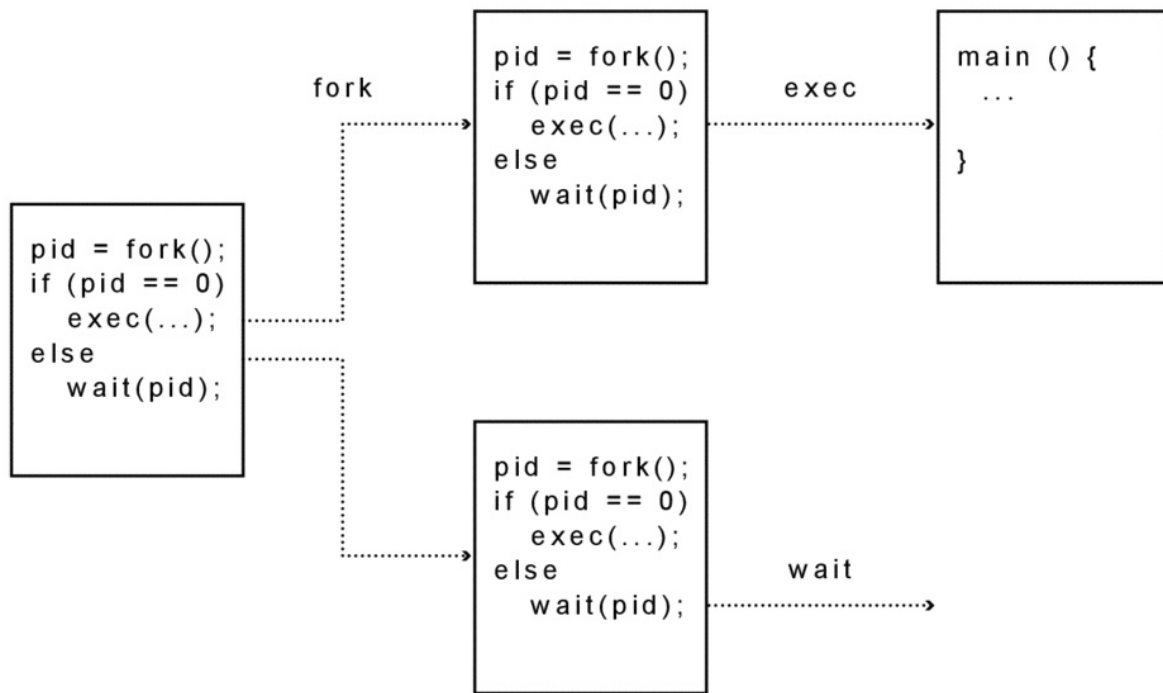 fork
pid = fork();
if (pid == 0)
exec(...);
else
wait(pid);
exec
main () {
...
}
pid = fork();
if (pid == 0)
exec(...);
else
wait(pid);
pid = fork();
if (pid == 0)
exec(...);
else
wait(pid);
wait